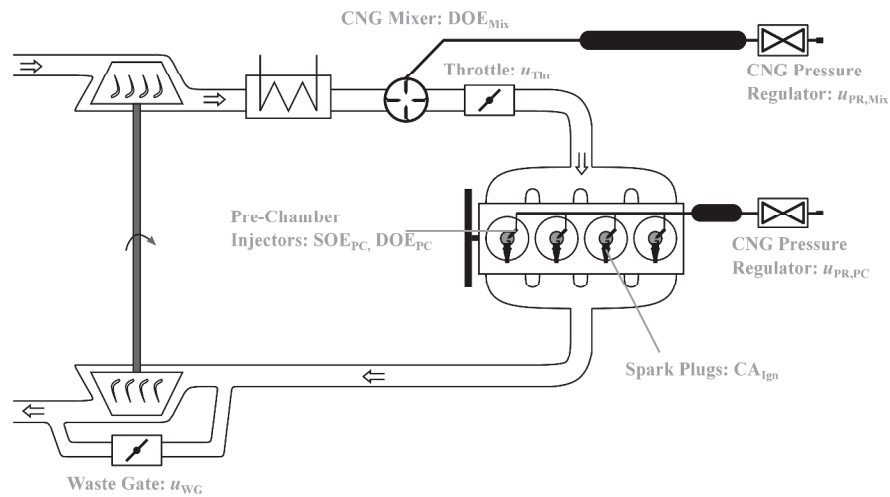 CNG Mixer: DOE_Mix
Throttle: u_Thr
CNG Pressure
Regulator: u_PR,Mix
Pre-Chamber
Injectors: SOE_PC, DOE_PC
CNG Pressure
Regulator: u_PR,PC
Spark Plugs: CA_Ign
Waste Gate: u_WG